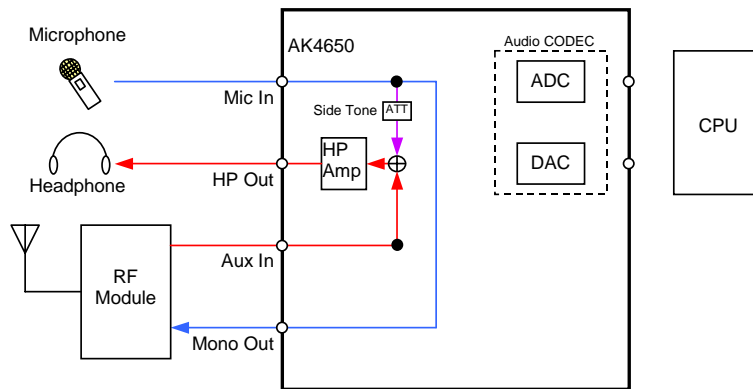 Microphone
AK4650
Audio CODEC
ADC
Mic In
Side Tone
ATT
CPU
HP
Amp
DAC
Headphone
HP Out
Aux In
RF
Module
Mono Out